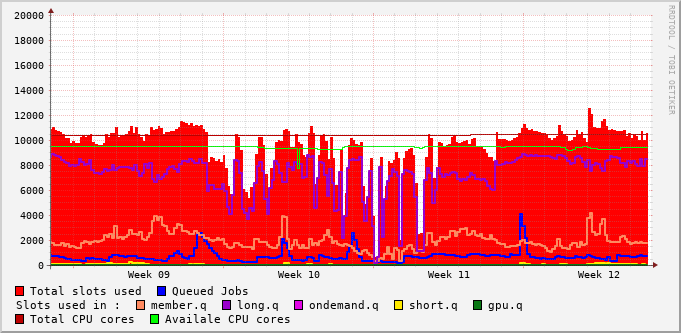 20000
18000
16000
14000
12000
10000
8000
6000
4000
2000
0
Week 09 Week 10 Week 11 Week 12
RRDTOOL / TOBI OETIKER
Total slots used Queued Jobs
Slots used in : member.q long.q ondemand.q short.q gpu.q
Total CPU cores Availale CPU cores